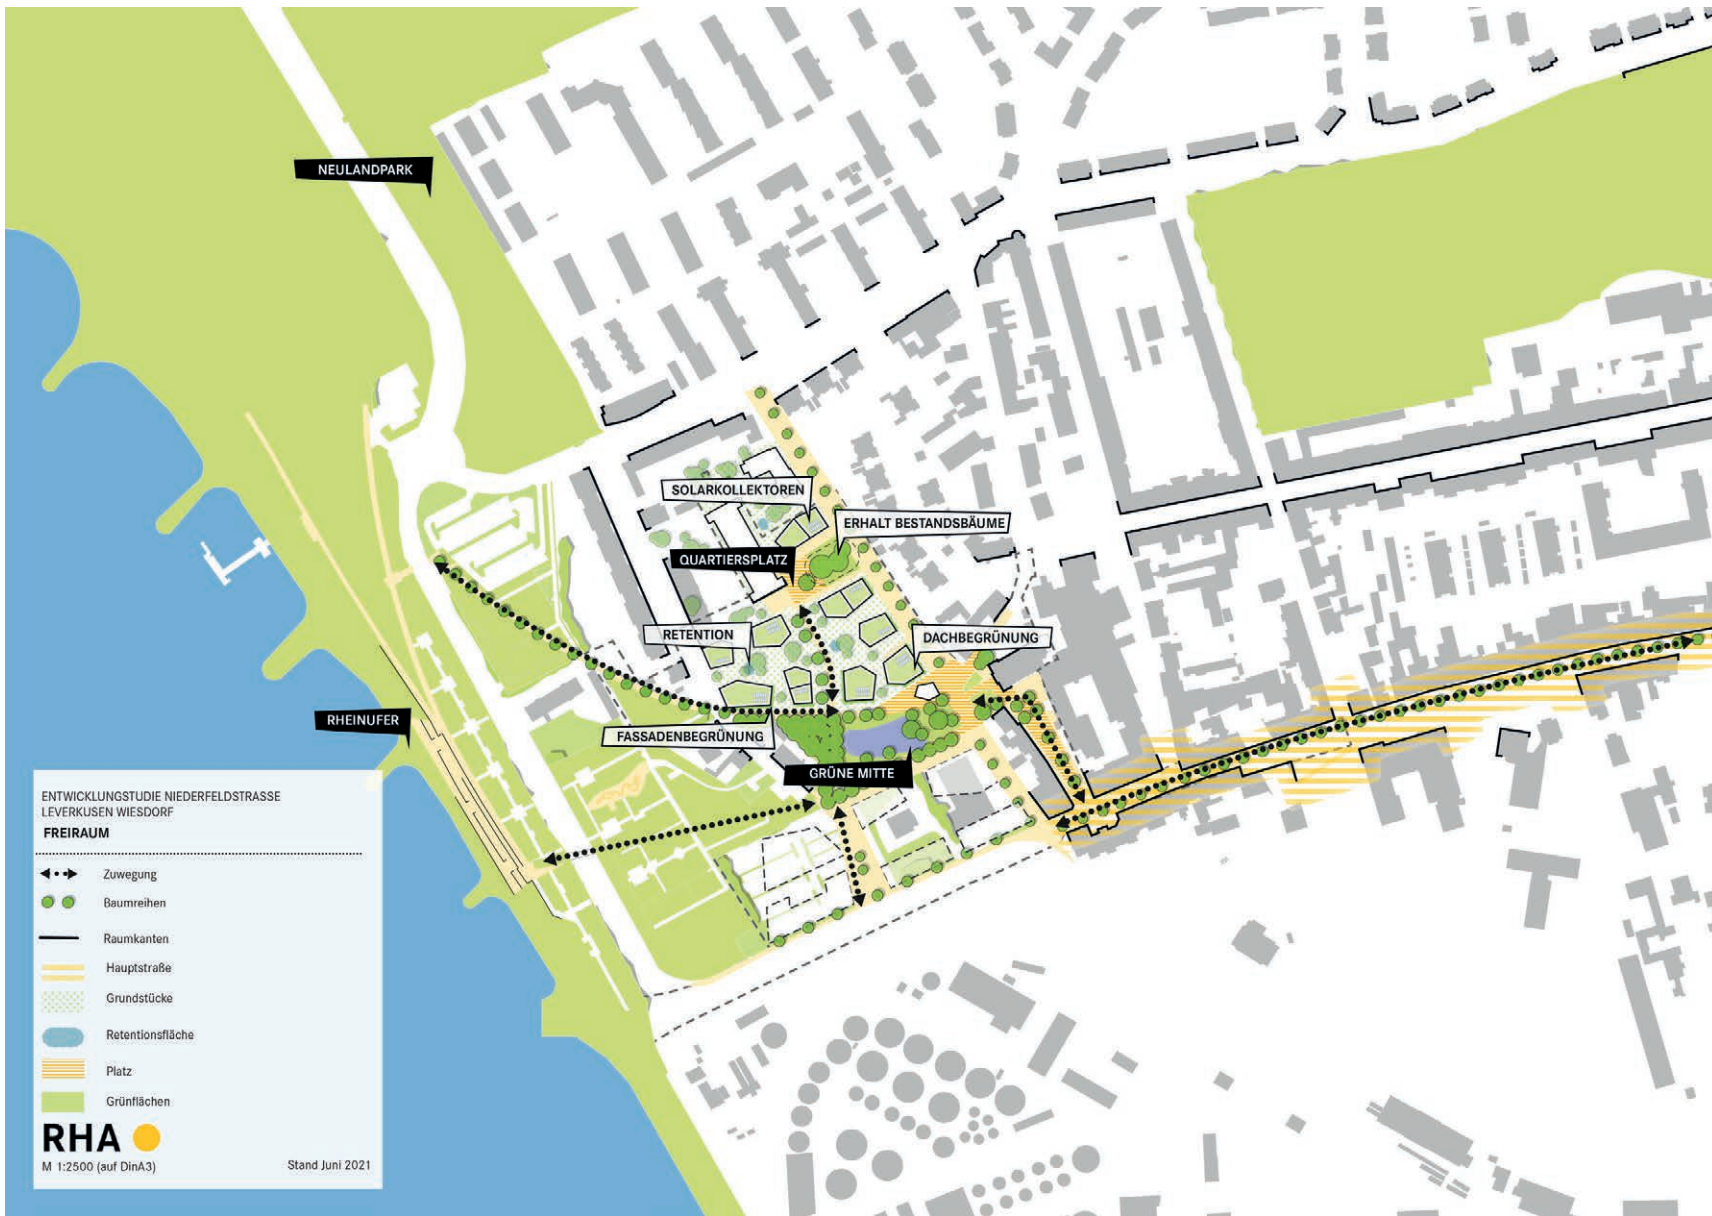 NEULANDPARK
SOLARKOLLEKTOREN
ERHALT BESTANDSBÄUME
QUARTIERSPLATZ
RETENTION
DACHBEGRÜNUNG
RHEINUFER
FASSADENBEGRÜNUNG
GRÜNE MITTE
ENTWICKLUNGSTUDIE NIEDERFELDSTRASSE
LEVERKUSEN WIESDORF
FREIRAUM
Zuwegung
Baumreihen
Raumkanten
Hauptstraße
Grundstücke
Retentionsfläche
Platz
Grünflächen
RHA
M 1:2500 (auf DinA3)
Stand Juni 2021